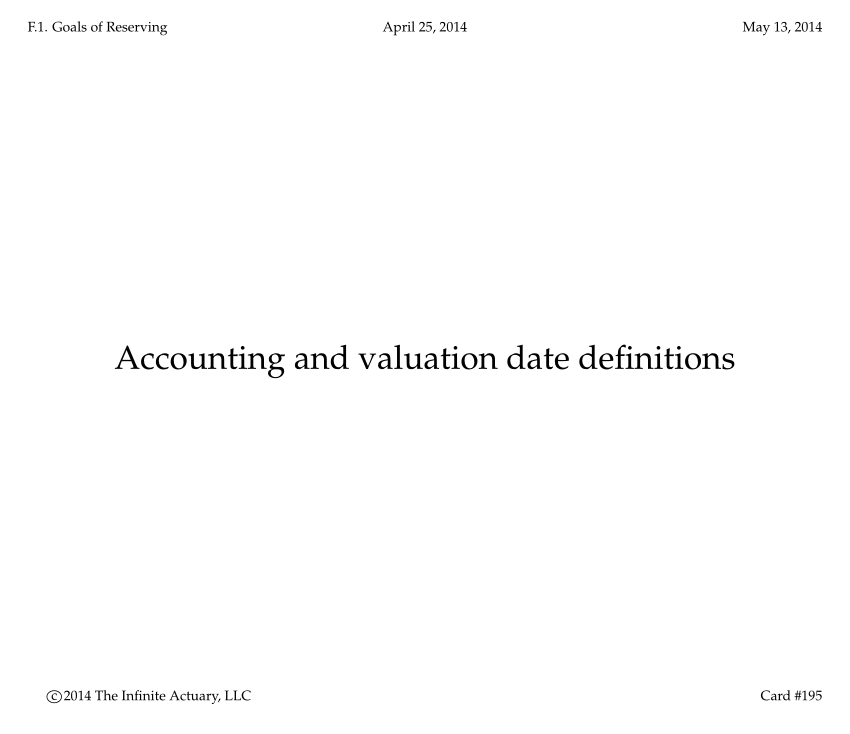 F.1. Goals of Reserving April 25, 2014 May 13, 2014
Accounting and valuation date definitions
©2014 The Infinite Actuary, LLC Card #195